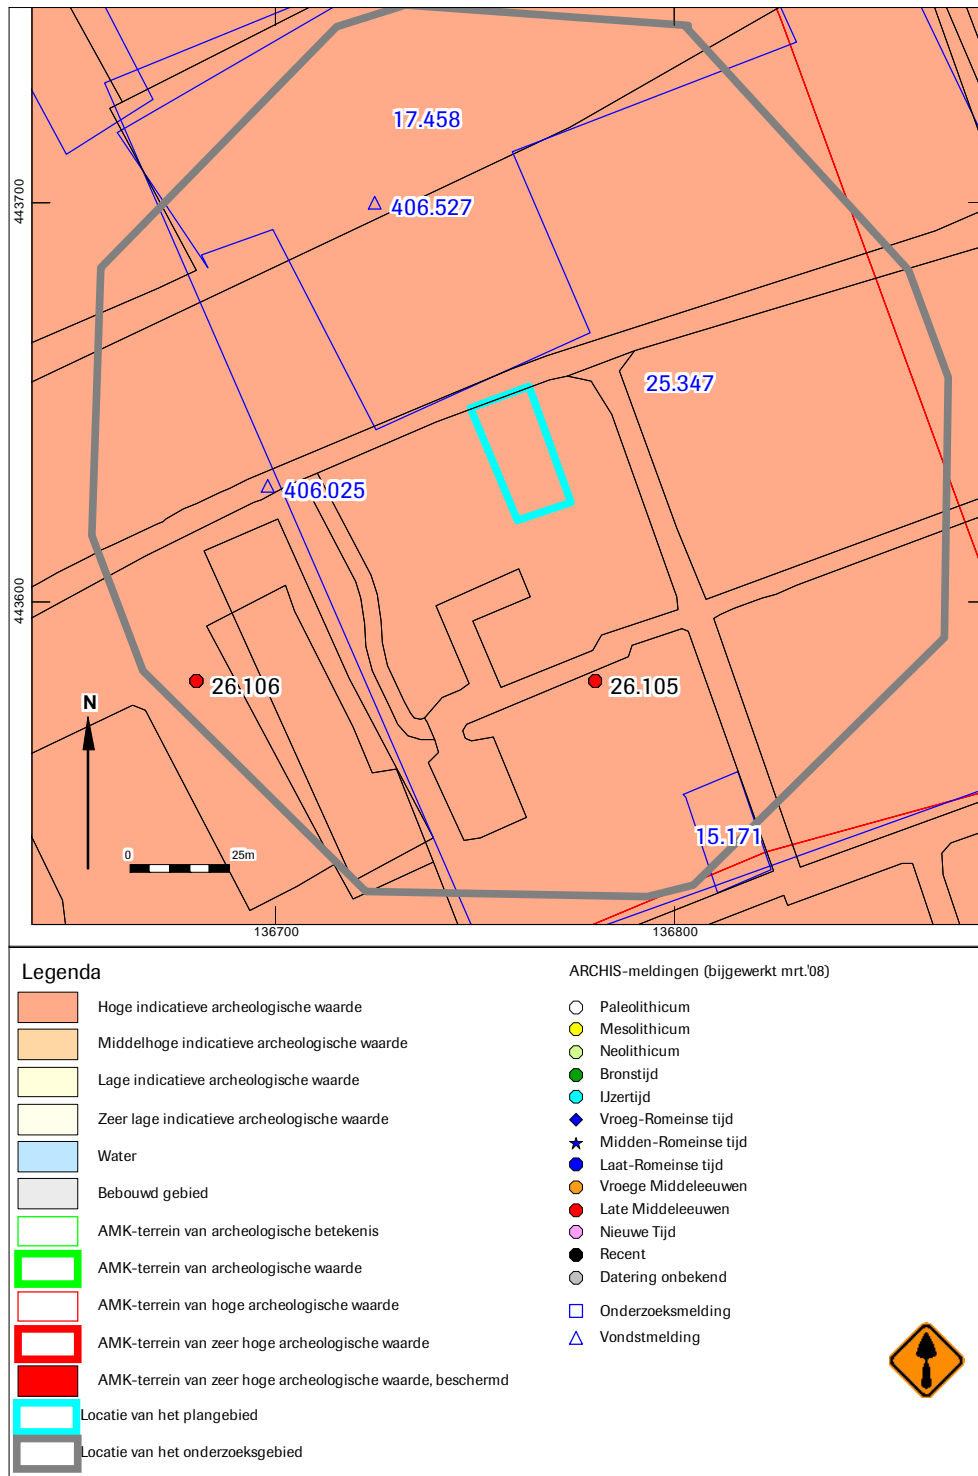 17.458
443700
406.527
25.347
406.025
443600
26.106
26.105
N
0 25m
15.171
136700 136800
Legenda
Hoge indicatieve archeologische waarde
Middelhoge indicatieve archeologische waarde
Lage indicatieve archeologische waarde
Zeer lage indicatieve archeologische waarde
Water
Bebouwd gebied
AMK-terrein van archeologische betekenis
AMK-terrein van archeologische waarde
AMK-terrein van hoge archeologische waarde
AMK-terrein van zeer hoge archeologische waarde
AMK-terrein van zeer hoge archeologische waarde, beschermd
Locatie van het plangebied
Locatie van het onderzoeksgebied
ARCHIS-meldingen (bijgewerkt mrt.'08)
Paleolithicum
Mesolithicum
Neolithicum
Bronstijd
IJzertijd
Vroeg-Romeinse tijd
Midden-Romeinse tijd
Laat-Romeinse tijd
Vroege Middeleeuwen
Late Middeleeuwen
Nieuwe Tijd
Recent
Datering onbekend
Onderzoeksmelding
Vondstmelding